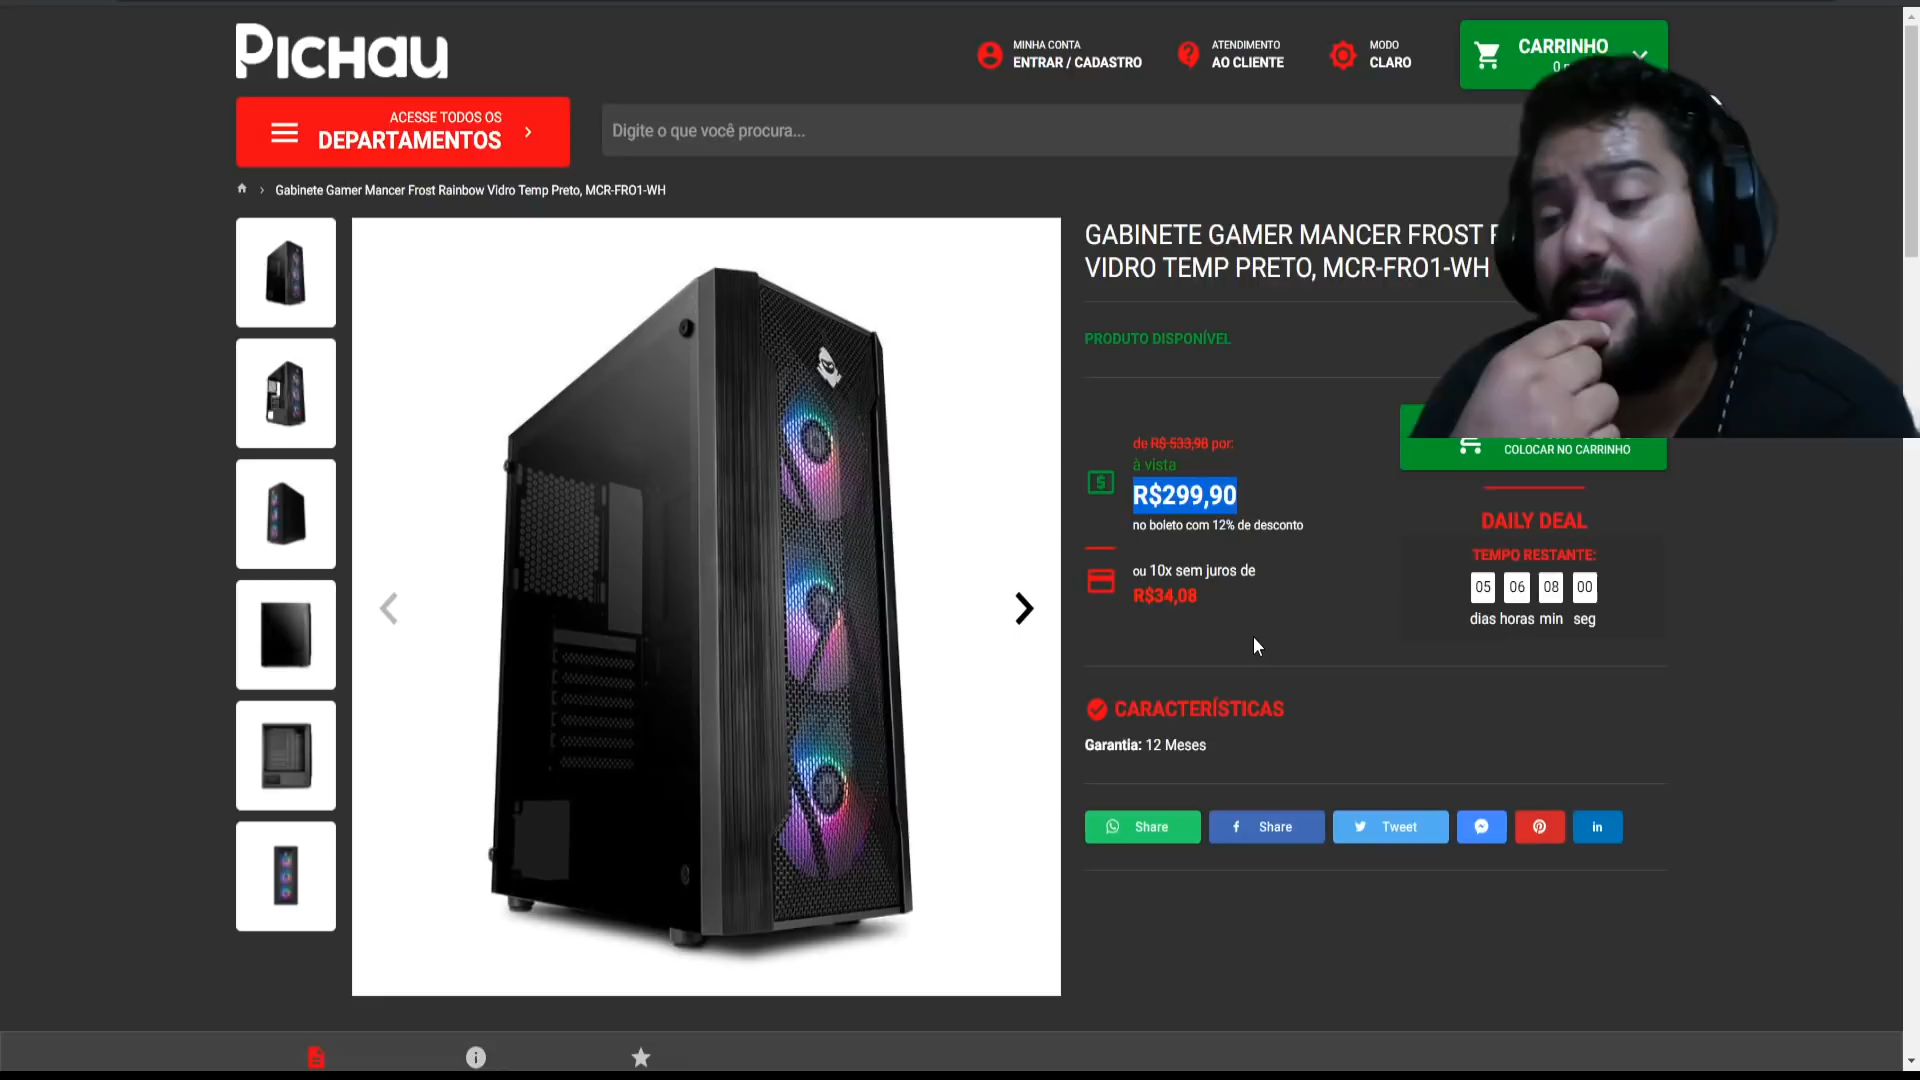 PICHAU
MINHA CONTA
ENTRAR / CADASTRO
ATENDIMENTO
AO CLIENTE
MODO
CLARO
CARRINHO
0
ACESSE TODOS OS
DEPARTAMENTOS
Digite o que você procura...
Gabinete Gamer Mancer Frost Rainbow Vidro Temp Preto, MCR-FR01-WH
GABINETE GAMER MANCER FROST
VIDRO TEMP PRETO, MCR-FR01-WH
PRODUTO DISPONÍVEL
de R$ 533,98 por:
à vista
R$299,90
no boleto com 12% de desconto
ou 10x sem juros de
R$34,08
COLOCAR NO CARRINHO
DAILY DEAL
TEMPO RESTANTE:
05 06 08 00
dias horas min seg
CARACTERÍSTICAS
Garantia: 12 Meses
Share
Share
Tweet
in